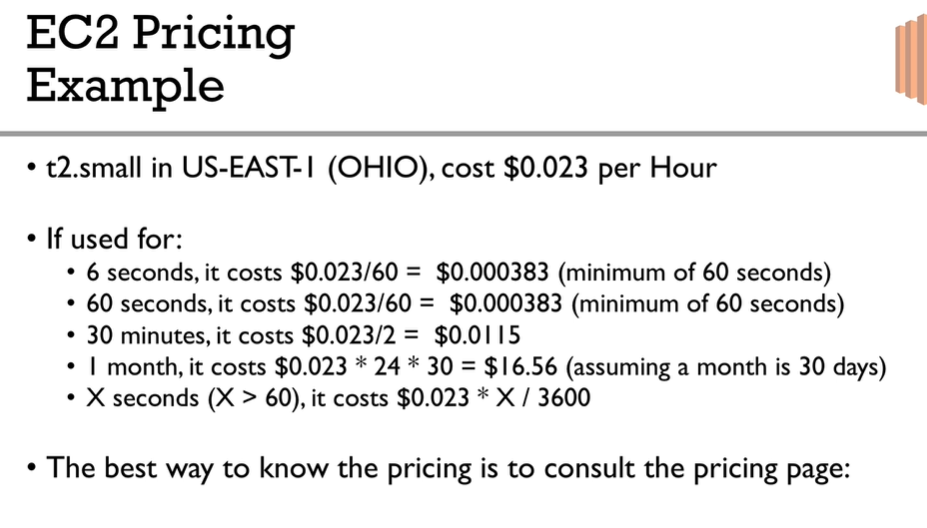 EC2 Pricing
Example
• t2.small in US-EAST-1 (OHIO), cost $0.023 per Hour
• If used for:
• 6 seconds, it costs $0.023/60 = $0.000383 (minimum of 60 seconds)
• 60 seconds, it costs $0.023/60 = $0.000383 (minimum of 60 seconds)
• 30 minutes, it costs $0.023/2 = $0.0115
• 1 month, it costs $0.023 * 24 * 30 = $16.56 (assuming a month is 30 days)
• X seconds (X > 60), it costs $0.023 * X / 3600
• The best way to know the pricing is to consult the pricing page: